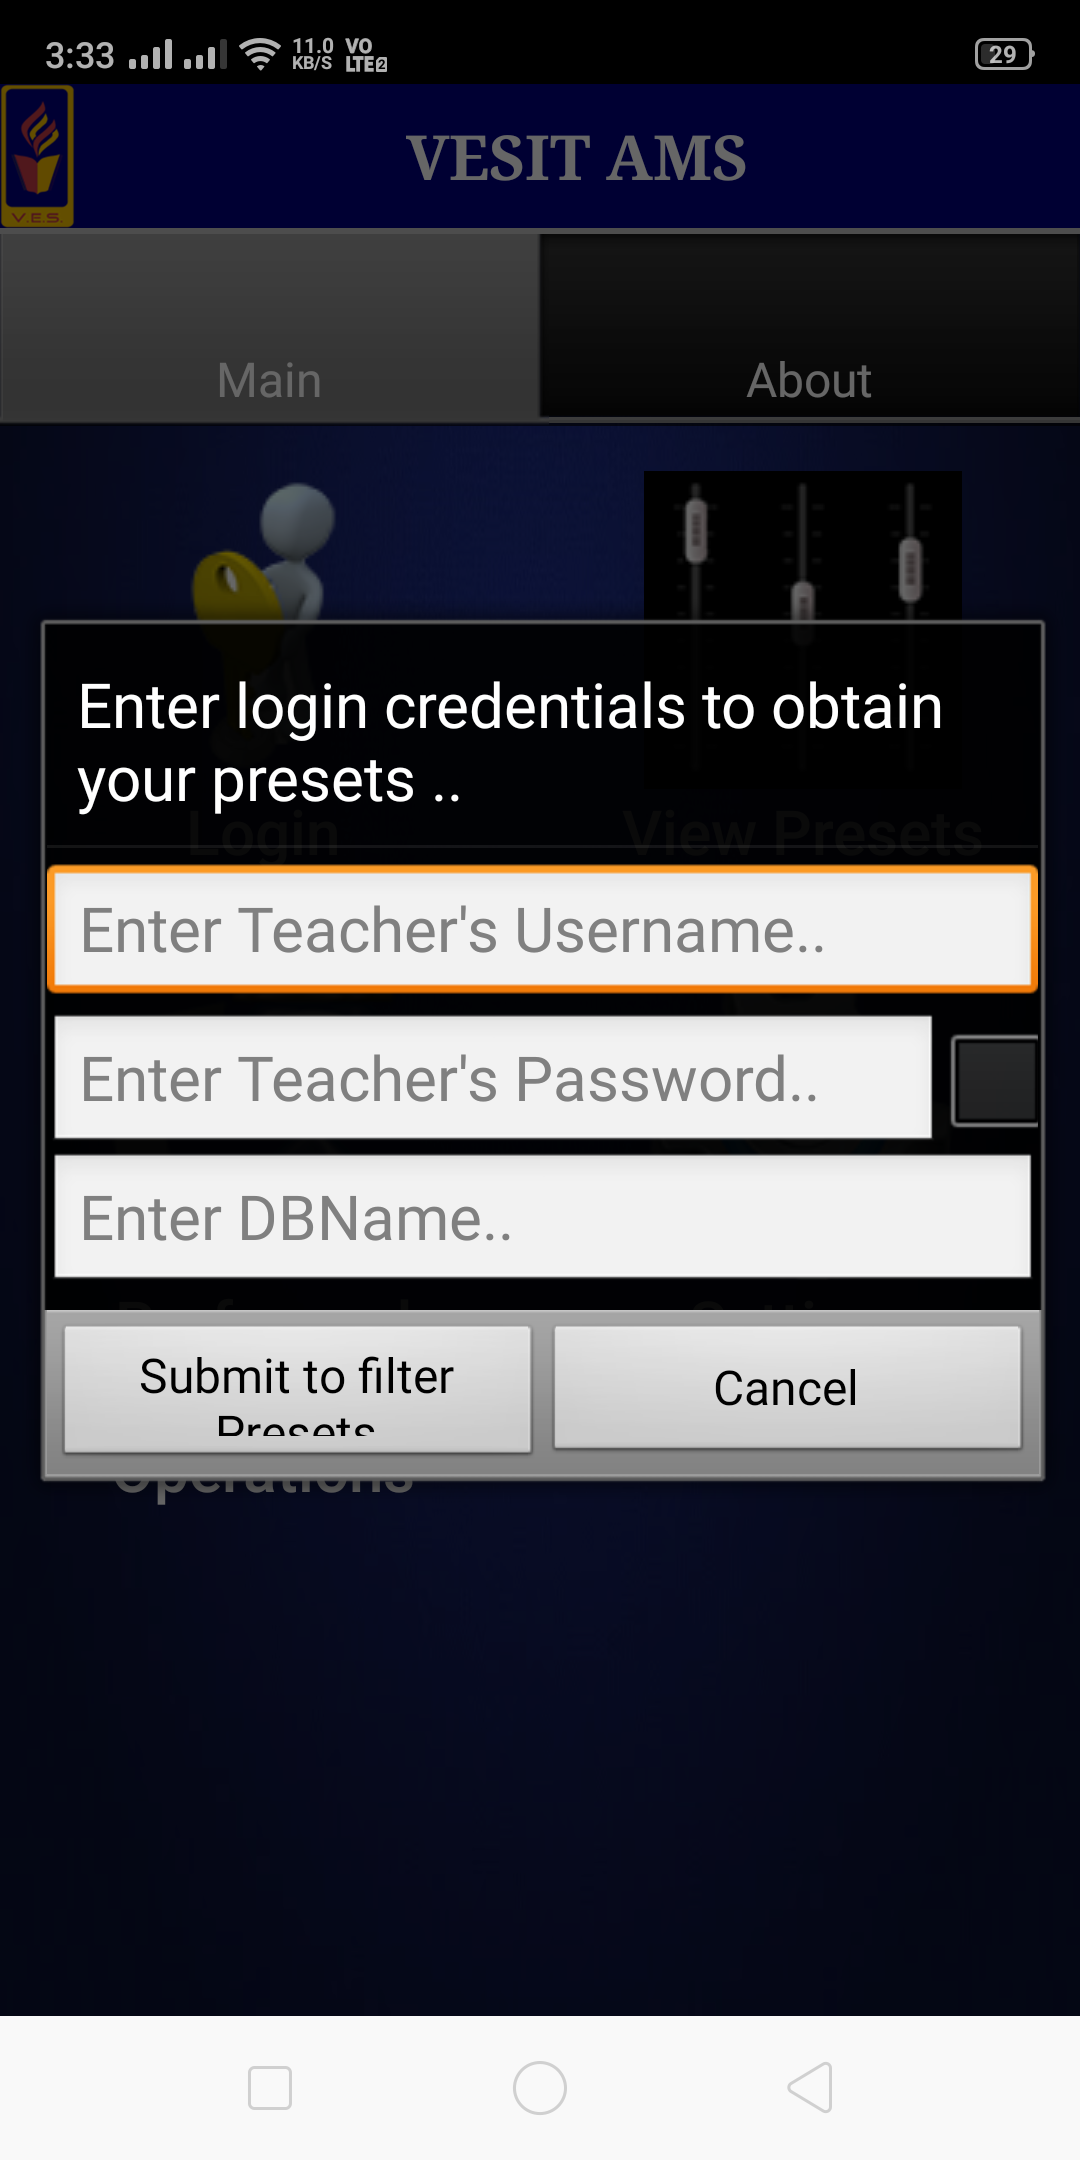 3:33 11.0 KB/S VO LTE2 29
V.E.S.
VESIT AMS
Main
About
Enter login credentials to obtain
your presets ..
Login
View Presets
Enter Teacher's Username..
Enter Teacher's Password..
Enter DBName..
Submit to filter
Presets
Cancel
Operations